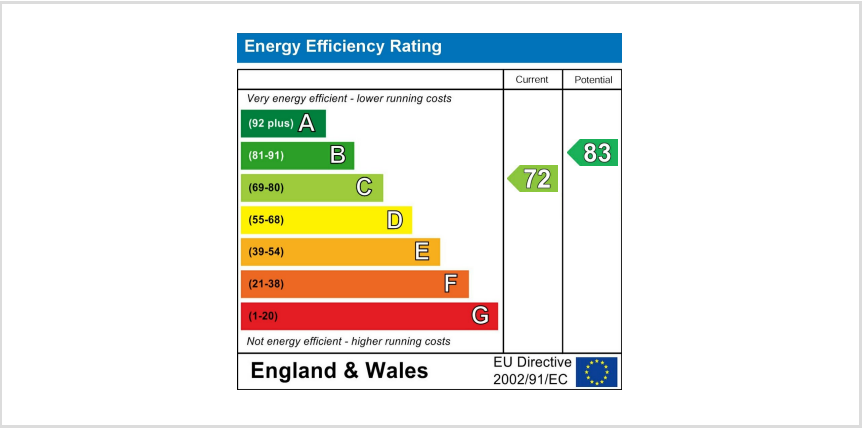 Energy Efficiency Rating
Current Potential
Very energy efficient - lower running costs
(92 plus) A
(81-91) B
(69-80) C
(55-68) D
(39-54) E
(21-38) F
(1-20) G
72
83
Not energy efficient - higher running costs
England & Wales
EU Directive
2002/91/EC